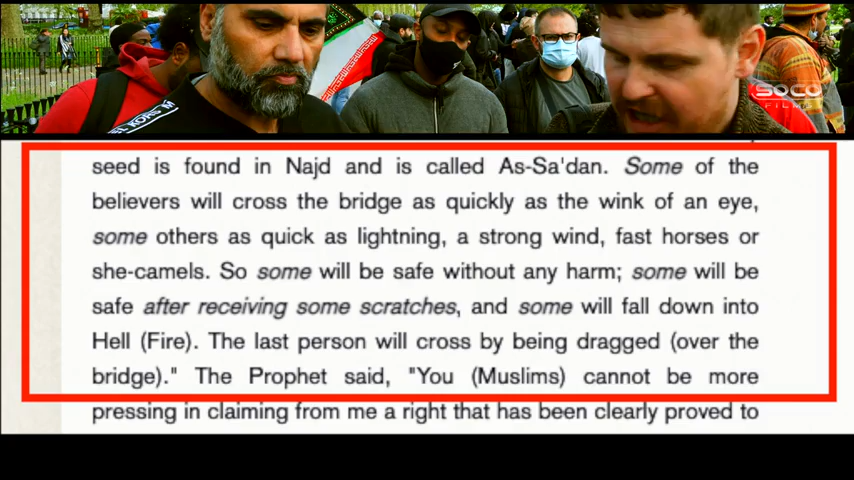 SOCO
FILMS
seed is found in Najd and is called As-Sa'dan. Some of the
believers will cross the bridge as quickly as the wink of an eye,
some others as quick as lightning, a strong wind, fast horses or
she-camels. So some will be safe without any harm; some will be
safe after receiving some scratches, and some will fall down into
Hell (Fire). The last person will cross by being dragged (over the
bridge)." The Prophet said, "You (Muslims) cannot be more
pressing in claiming from me a right that has been clearly proved to